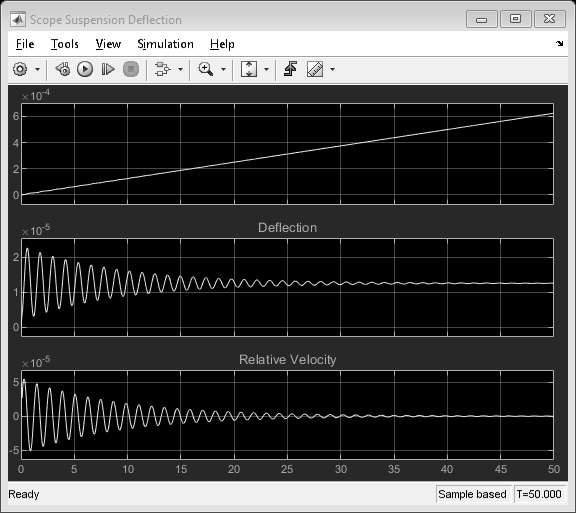 Scope Suspension Deflection
File Tools View Simulation Help
×10⁻⁴
6
4
2
0
Deflection
×10⁻⁵
2
1
0
Relative Velocity
×10⁻⁵
5
0
-5
0 5 10 15 20 25 30 35 40 45 50
Ready Sample based T=50.000